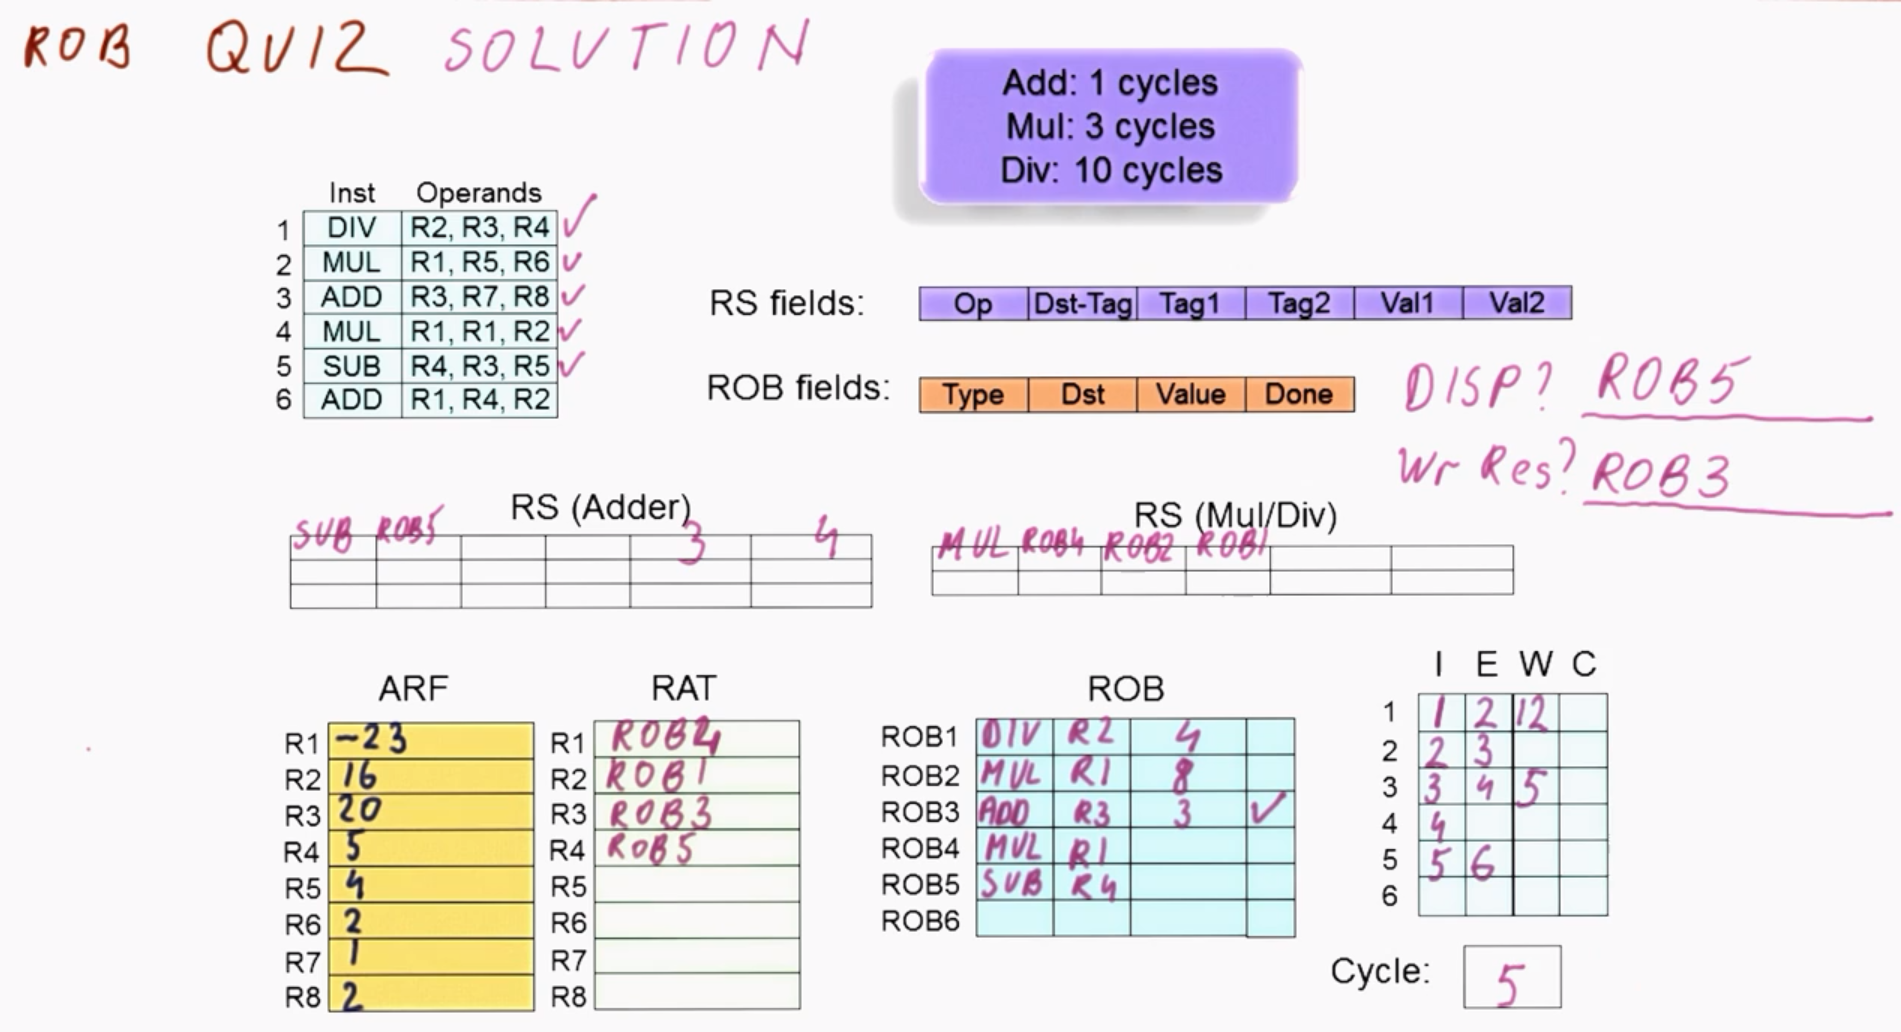 ROB QUIZ SOLUTION
Add: 1 cycles
Mul: 3 cycles
Div: 10 cycles
Inst Operands
1 DIV R2, R3, R4 ✓
2 MUL R1, R5, R6 ✓
3 ADD R3, R7, R8 ✓
4 MUL R1, R1, R2 ✓
5 SUB R4, R3, R5 ✓
6 ADD R1, R4, R2
RS fields: Op Dst-Tag Tag1 Tag2 Val1 Val2
ROB fields: Type Dst Value Done
DISP? ROB5
Wr Res? ROB3
RS (Adder)
SUB ROB5 3 4
RS (Mul/Div)
MUL ROB4 ROB2 ROB1
ARF
R1 -23
R2 16
R3 20
R4 5
R5 4
R6 2
R7 1
R8 2
RAT
R1 ROB4
R2 ROB1
R3 ROB3
R4 ROB5
R5
R6
R7
R8
ROB
ROB1 DIV R2 4
ROB2 MUL R1 8
ROB3 ADD R3 3 ✓
ROB4 MUL R1
ROB5 SUB R4
ROB6
I E W C
1 1 2 12
2 2 3
3 3 4 5
4 4
5 5 6
6
Cycle: 5